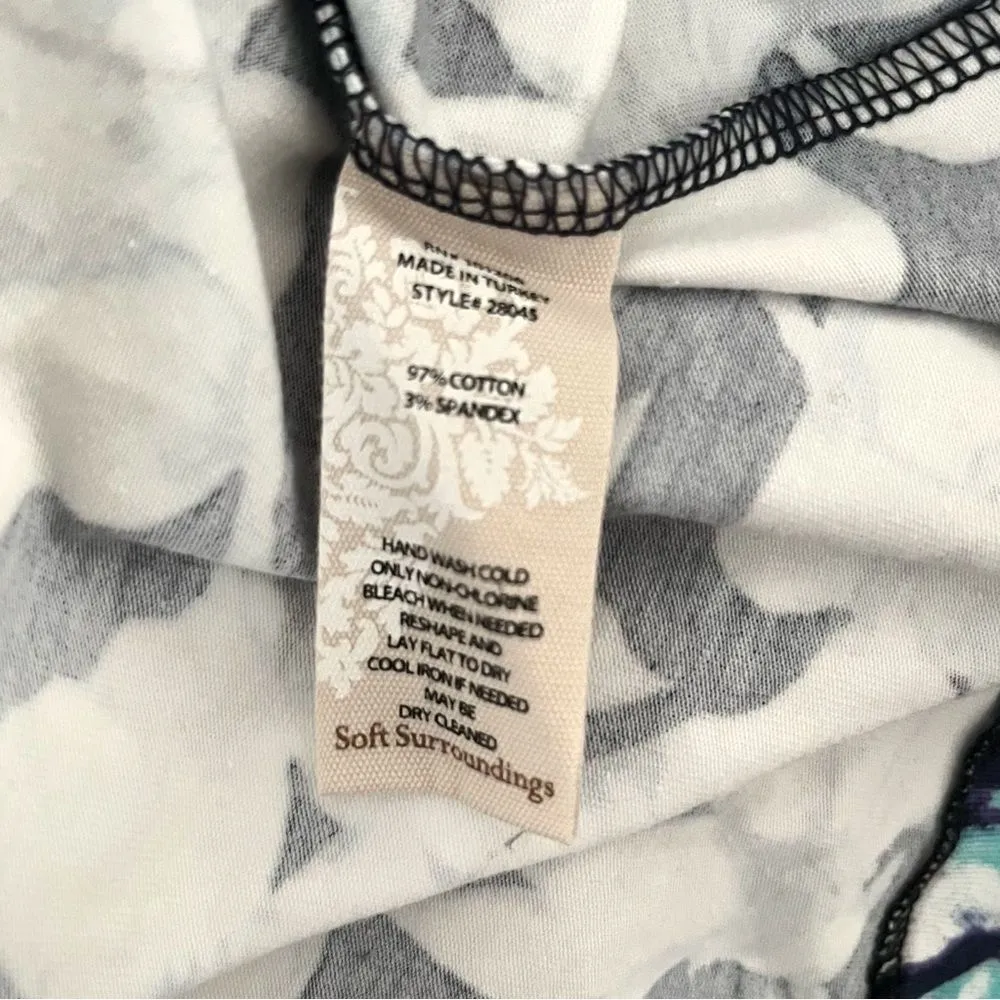 MADE IN TURKEY
STYLE# 28045
97% COTTON
3% SPANDEX
HAND WASH COLD
ONLY NON-CHLORINE
BLEACH WHEN NEEDED
RESHAPE AND
LAY FLAT TO DRY
COOL IRON IF NEEDED
MAY BE
DRY CLEANED
Soft Surroundings